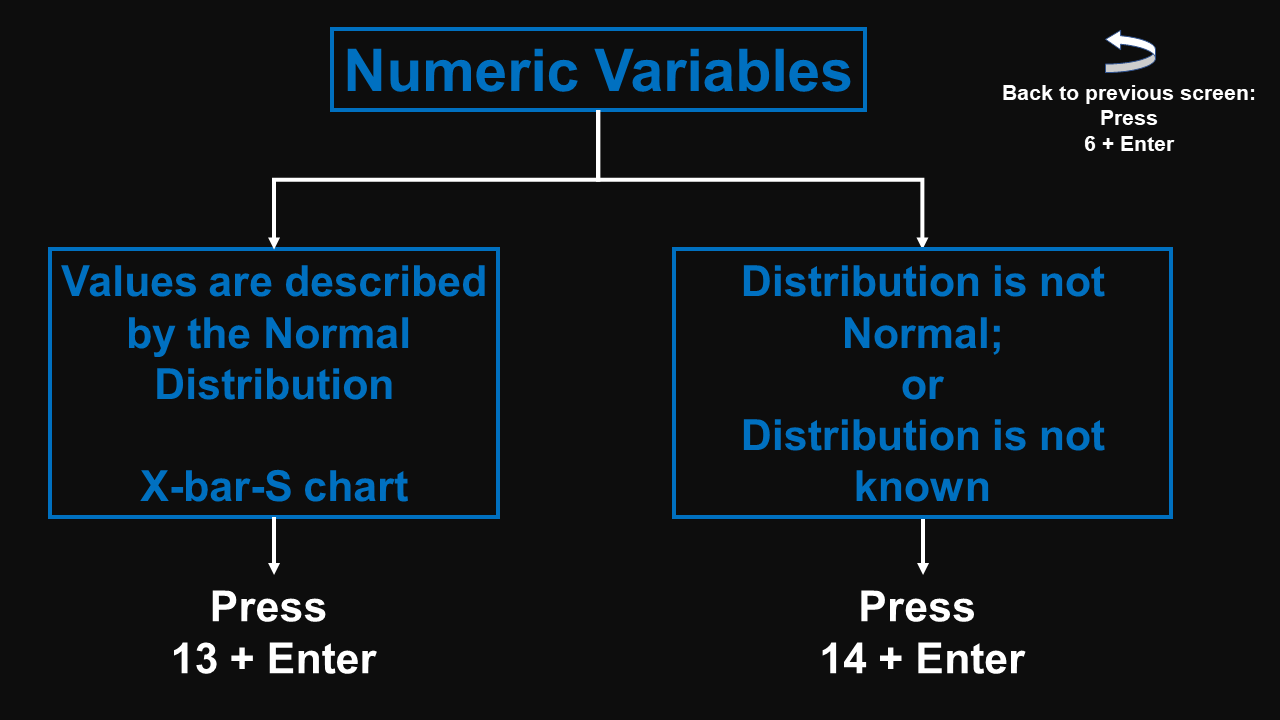 Numeric Variables
Back to previous screen:
Press
6 + Enter
Values are described
by the Normal
Distribution
X-bar-S chart
Distribution is not
Normal;
or
Distribution is not
known
Press
13 + Enter
Press
14 + Enter